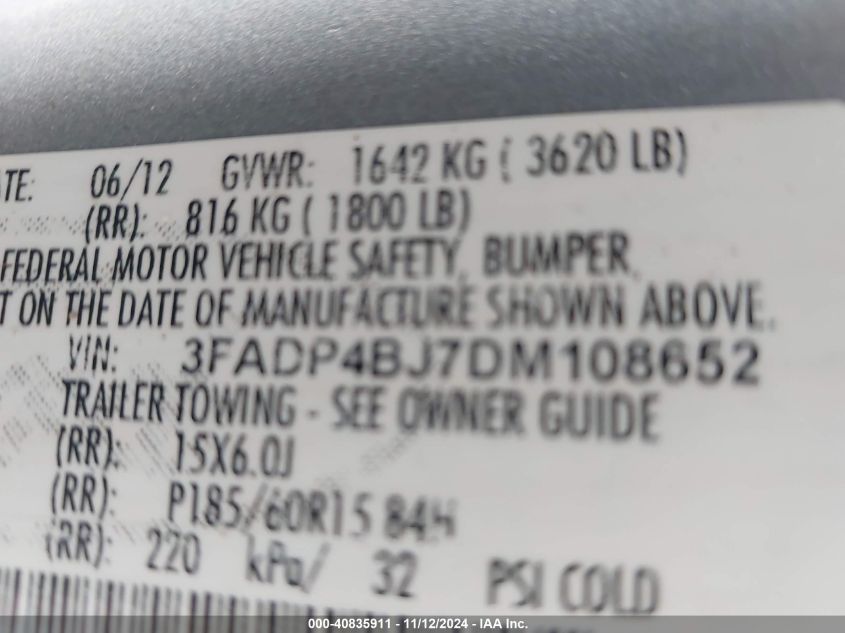 ATE: 06/12 GVWR: 1642 KG ( 3620 LB)
(RR): 816 KG ( 1800 LB)
FEDERAL MOTOR VEHICLE SAFETY, BUMPER,
T ON THE DATE OF MANUFACTURE SHOWN ABOVE.
VIN: 3FADP4BJ7DM108652
TRAILER TOWING - SEE OWNER GUIDE
(RR): 15X6.0J
(RR): P185/60R15 84H
(RR): 220 kPa/ 32 PSI COLD
000-40835911 - 11/12/2024 - IAA Inc.